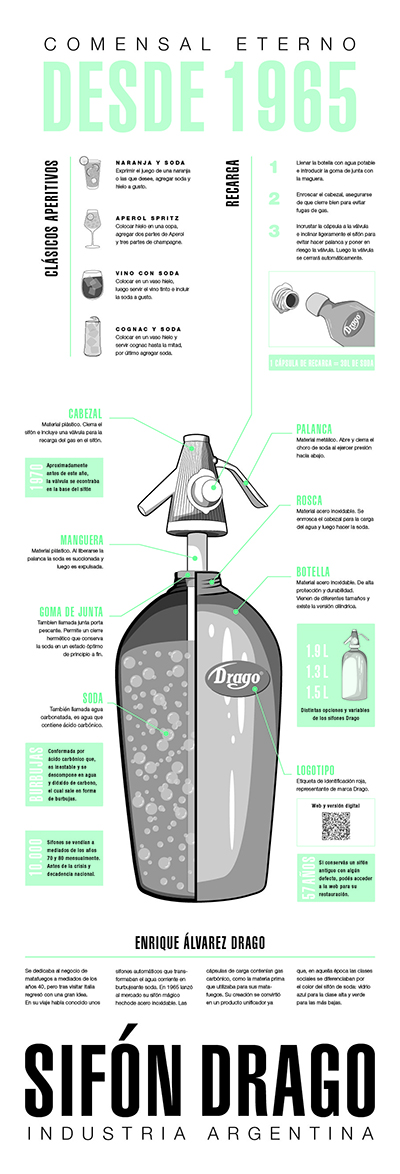 COMENSAL ETERNO
DESDE 1965
CLÁSICOS APERITIVOS
NARANJA Y SODA
Exprimir el juego de una naranja
o las que desees, agregar soda y
hielo a gusto.
APEROL SPRITZ
Colocar hielo en una copa,
agregar dos partes de Aperol
y tres partes de champagne.
VINO CON SODA
Colocar en un vaso hielo,
luego servir el vino tinto e incluir
la soda a gusto.
COGNAC Y SODA
Colocar en un vaso hielo y
servir cognac hasta la mitad,
por último agregar soda.
RECARGA
1
Llenar la botella con agua potable
e introducir la goma de junta con
la maguera.
2
Enroscar el cabezal, asegurarse
de que cierre bien para evitar
fugas de gas.
3
Incrustar la cápsula a la válvula
e inclinar ligeramente el sifón para
evitar hacer palanca y poner en
riesgo la válvula. Luego la válvula
se cerrará automáticamente.
Drago
1 CÁPSULA DE RECARGA = DE SODA
CABEZAL
Material plástico. Cierra el
sifón e incluye una válvula para la
recarga del gas en el sifón.
1970
Aproximadamente
antes de este año,
la válvula se econtraba
en la base del sifón
PALANCA
Material metálico. Abre y cierra el
chorro de soda al ejercer presión
hacia abajo.
ROSCA
Material acero inoxidable. Se
enrrosca el cabezal para la carga
del agua y luego hacer la soda.
MANGUERA
Material plástico. Al liberarse la
palanca la soda es succionada y
luego es expulsada.
BOTELLA
Material acero inoxidable. De alta
protección y durabilidad.
Vienen de diferentes tamaños y
existe la versión cilíndrica.
GOMA DE JUNTA
Tambien llamada junta porta
pescante. Permite un cierre
hermético que conserva
la soda en un estado óptimo
de principio a fin.
1.9 L
1.3 L
1.5 L
Distintas opciones y variables
de los sifones Drago
Drago
SODA
También llamada agua
carbonatada, es agua que
contiene ácido carbónico.
BURBUJAS
Conformada por
ácido carbónico que,
es inestable y se
descompone en agua
y dióxido de carbono,
el cual sale en forma
de burbujas.
LOGOTIPO
Etiqueta de Identificación roja,
representante de marca Drago.
Web y versión digital
10.000
Sifones se vendían a
mediados de los años
70 y 80 mensualmente.
Antes de la crisis y
decadencia nacional.
57 AÑOS
Si conservás un sifón
antiguo con algún
defecto, podés acceder
a la web para su
restauración.
ENRIQUE ÁLVAREZ DRAGO
Se dedicaba al negocio de
matafuegos a mediados de los
años 40, pero tras visitar Italia
regresó con una gran idea.
En su viaje había conocido unos
sifones automáticos que trans-
formaban el agua corriente en
burbujeante soda. En 1965 lanzó
al mercado su sifón mágico
hechode acero inoxidable. Las
cápsulas de carga contenían gas
carbónico, como la materia prima
que utilizaba para sus mata-
fuegos. Su creación se convirtió
en un producto unificador ya
que, en aquella época las clases
sociales se diferenciaban por
el color del sifón de soda: vidrio
azul para la clase alta y verde
para las más bajas.
SIFÓN DRAGO
INDUSTRIA ARGENTINA